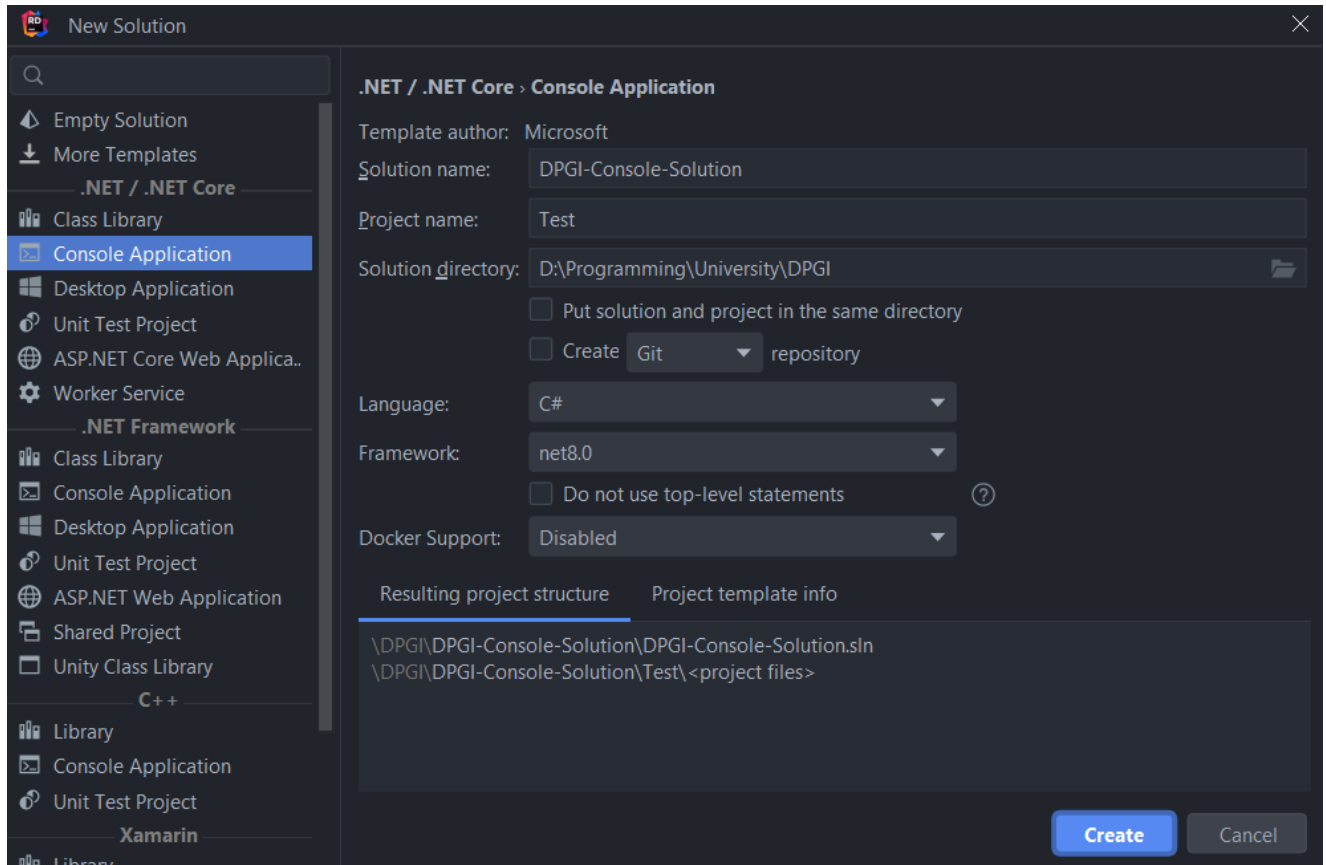 RD
New Solution
Empty Solution
More Templates
.NET / .NET Core
Class Library
Console Application
Desktop Application
Unit Test Project
ASP.NET Core Web Applica..
Worker Service
.NET Framework
Class Library
Console Application
Desktop Application
Unit Test Project
ASP.NET Web Application
Shared Project
Unity Class Library
C++
Library
Console Application
Unit Test Project
Xamarin
Library
.NET / .NET Core › Console Application
Template author: Microsoft
Solution name: DPGI-Console-Solution
Project name: Test
Solution directory: D:\Programming\University\DPGI
Put solution and project in the same directory
Create Git repository
Language: C#
Framework: net8.0
Do not use top-level statements ?
Docker Support: Disabled
Resulting project structure Project template info
\DPGI\DPGI-Console-Solution\DPGI-Console-Solution.sln
\DPGI\DPGI-Console-Solution\Test\<project files>
Create Cancel